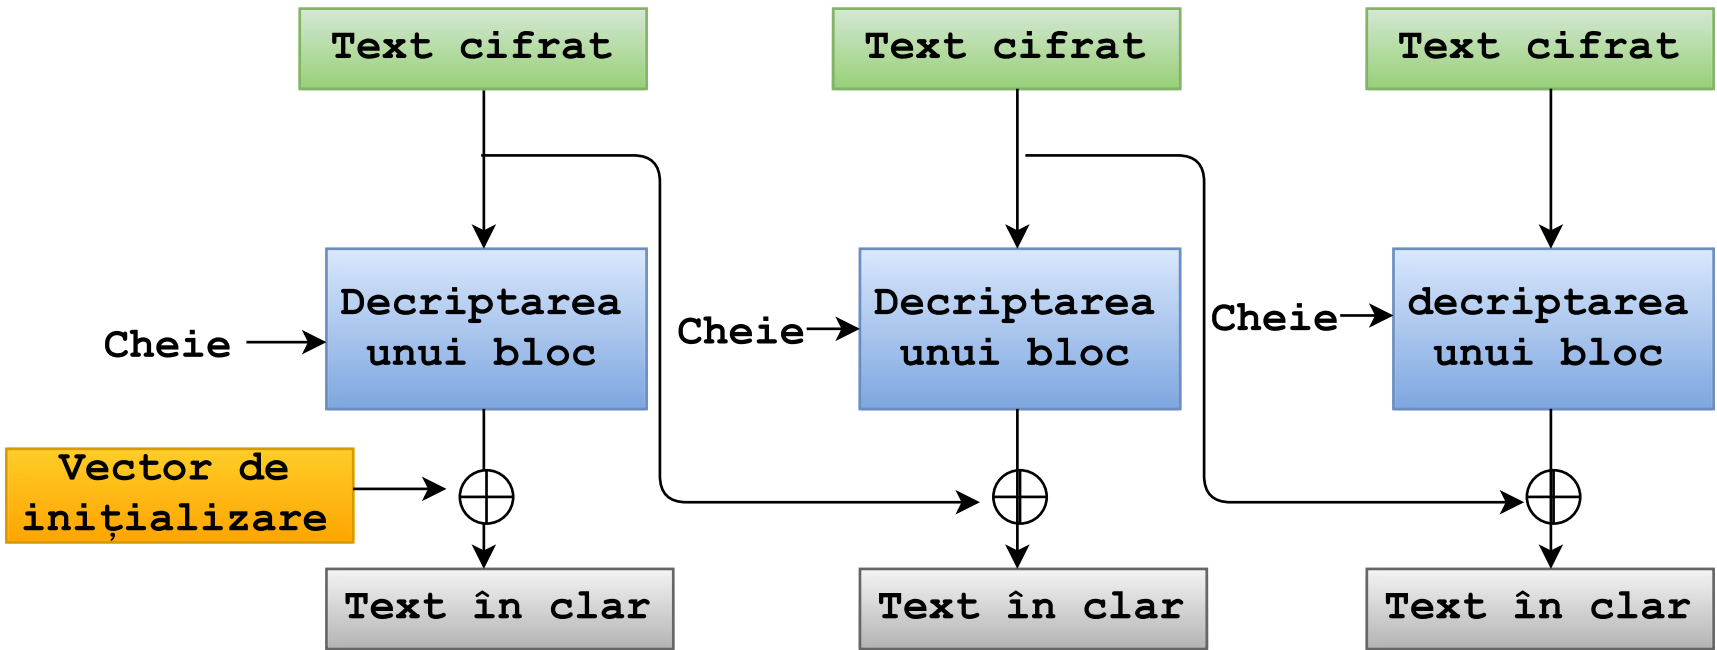 Text cifrat
Text cifrat
Text cifrat
Decriptarea
unui bloc
Decriptarea
unui bloc
decriptarea
unui bloc
Cheie
Cheie
Cheie
Vector de
inițializare
Text în clar
Text în clar
Text în clar